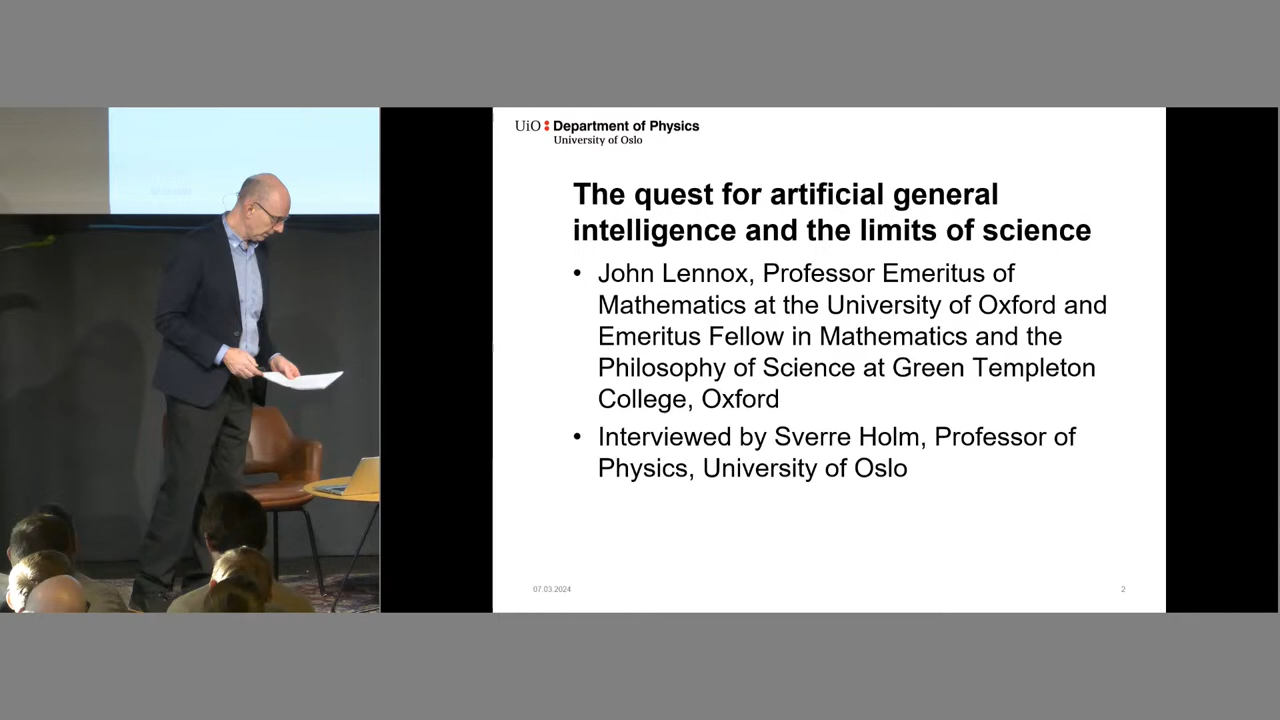 UiO : Department of Physics
University of Oslo
The quest for artificial general
intelligence and the limits of science
• John Lennox, Professor Emeritus of
Mathematics at the University of Oxford and
Emeritus Fellow in Mathematics and the
Philosophy of Science at Green Templeton
College, Oxford
• Interviewed by Sverre Holm, Professor of
Physics, University of Oslo
07.03.2024
2